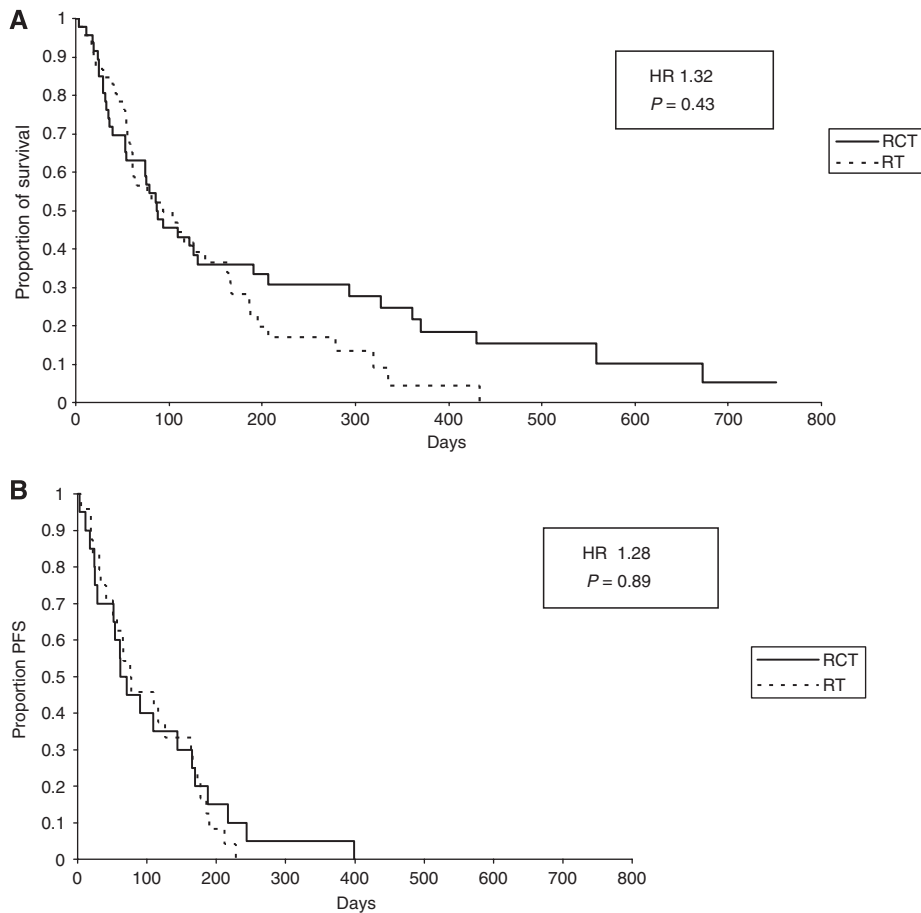 A
Proportion of survival
1
0.9
0.8
0.7
0.6
0.5
0.4
0.3
0.2
0.1
0
0 100 200 300 400 500 600 700 800
Days
HR 1.32
P = 0.43
RCT
RT
B
Proportion PFS
1
0.9
0.8
0.7
0.6
0.5
0.4
0.3
0.2
0.1
0
0 100 200 300 400 500 600 700 800
Days
HR 1.28
P = 0.89
RCT
RT